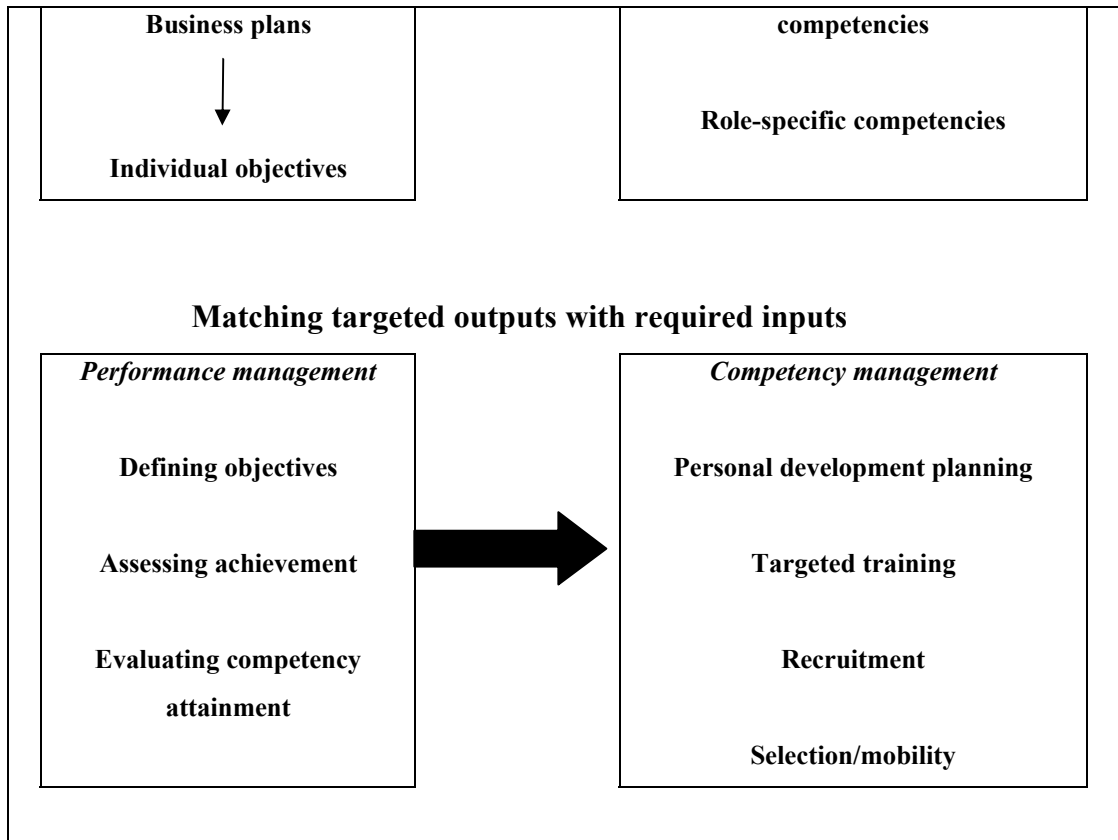 Business plans
Individual objectives
competencies
Role-specific competencies
Matching targeted outputs with required inputs
Performance management
Defining objectives
Assessing achievement
Evaluating competency
attainment
Competency management
Personal development planning
Targeted training
Recruitment
Selection/mobility